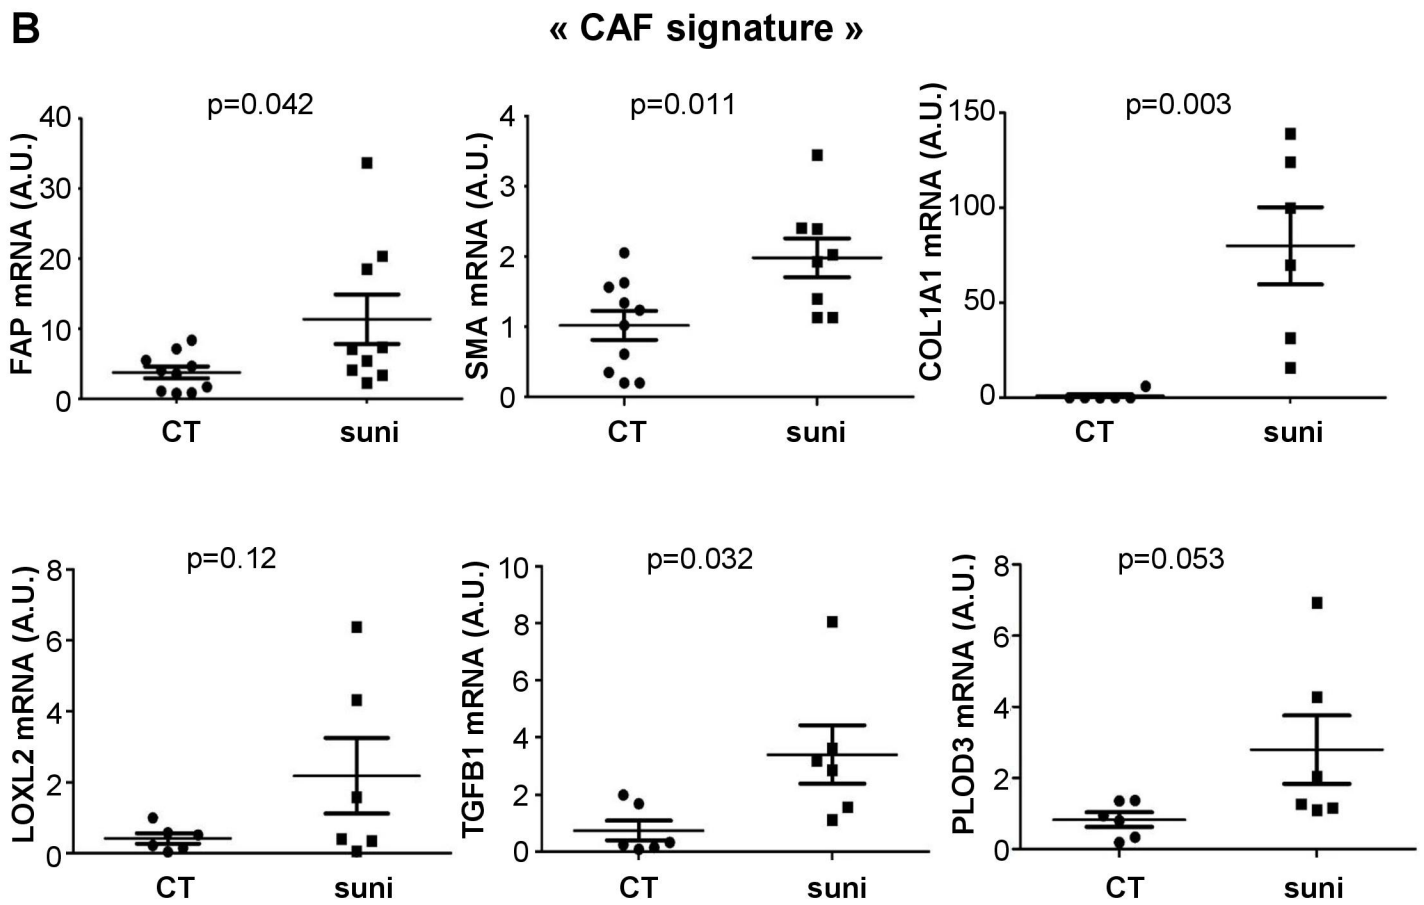 B
« CAF signature »
p=0.042
FAP mRNA (A.U.)
40
30
20
10
0
CT suni
p=0.011
SMA mRNA (A.U.)
4
3
2
1
0
CT suni
p=0.003
COL1A1 mRNA (A.U.)
150
100
50
0
CT suni
p=0.12
LOXL2 mRNA (A.U.)
8
6
4
2
0
CT suni
p=0.032
TGFB1 mRNA (A.U.)
10
8
6
4
2
0
CT suni
p=0.053
PLOD3 mRNA (A.U.)
8
6
4
2
0
CT suni